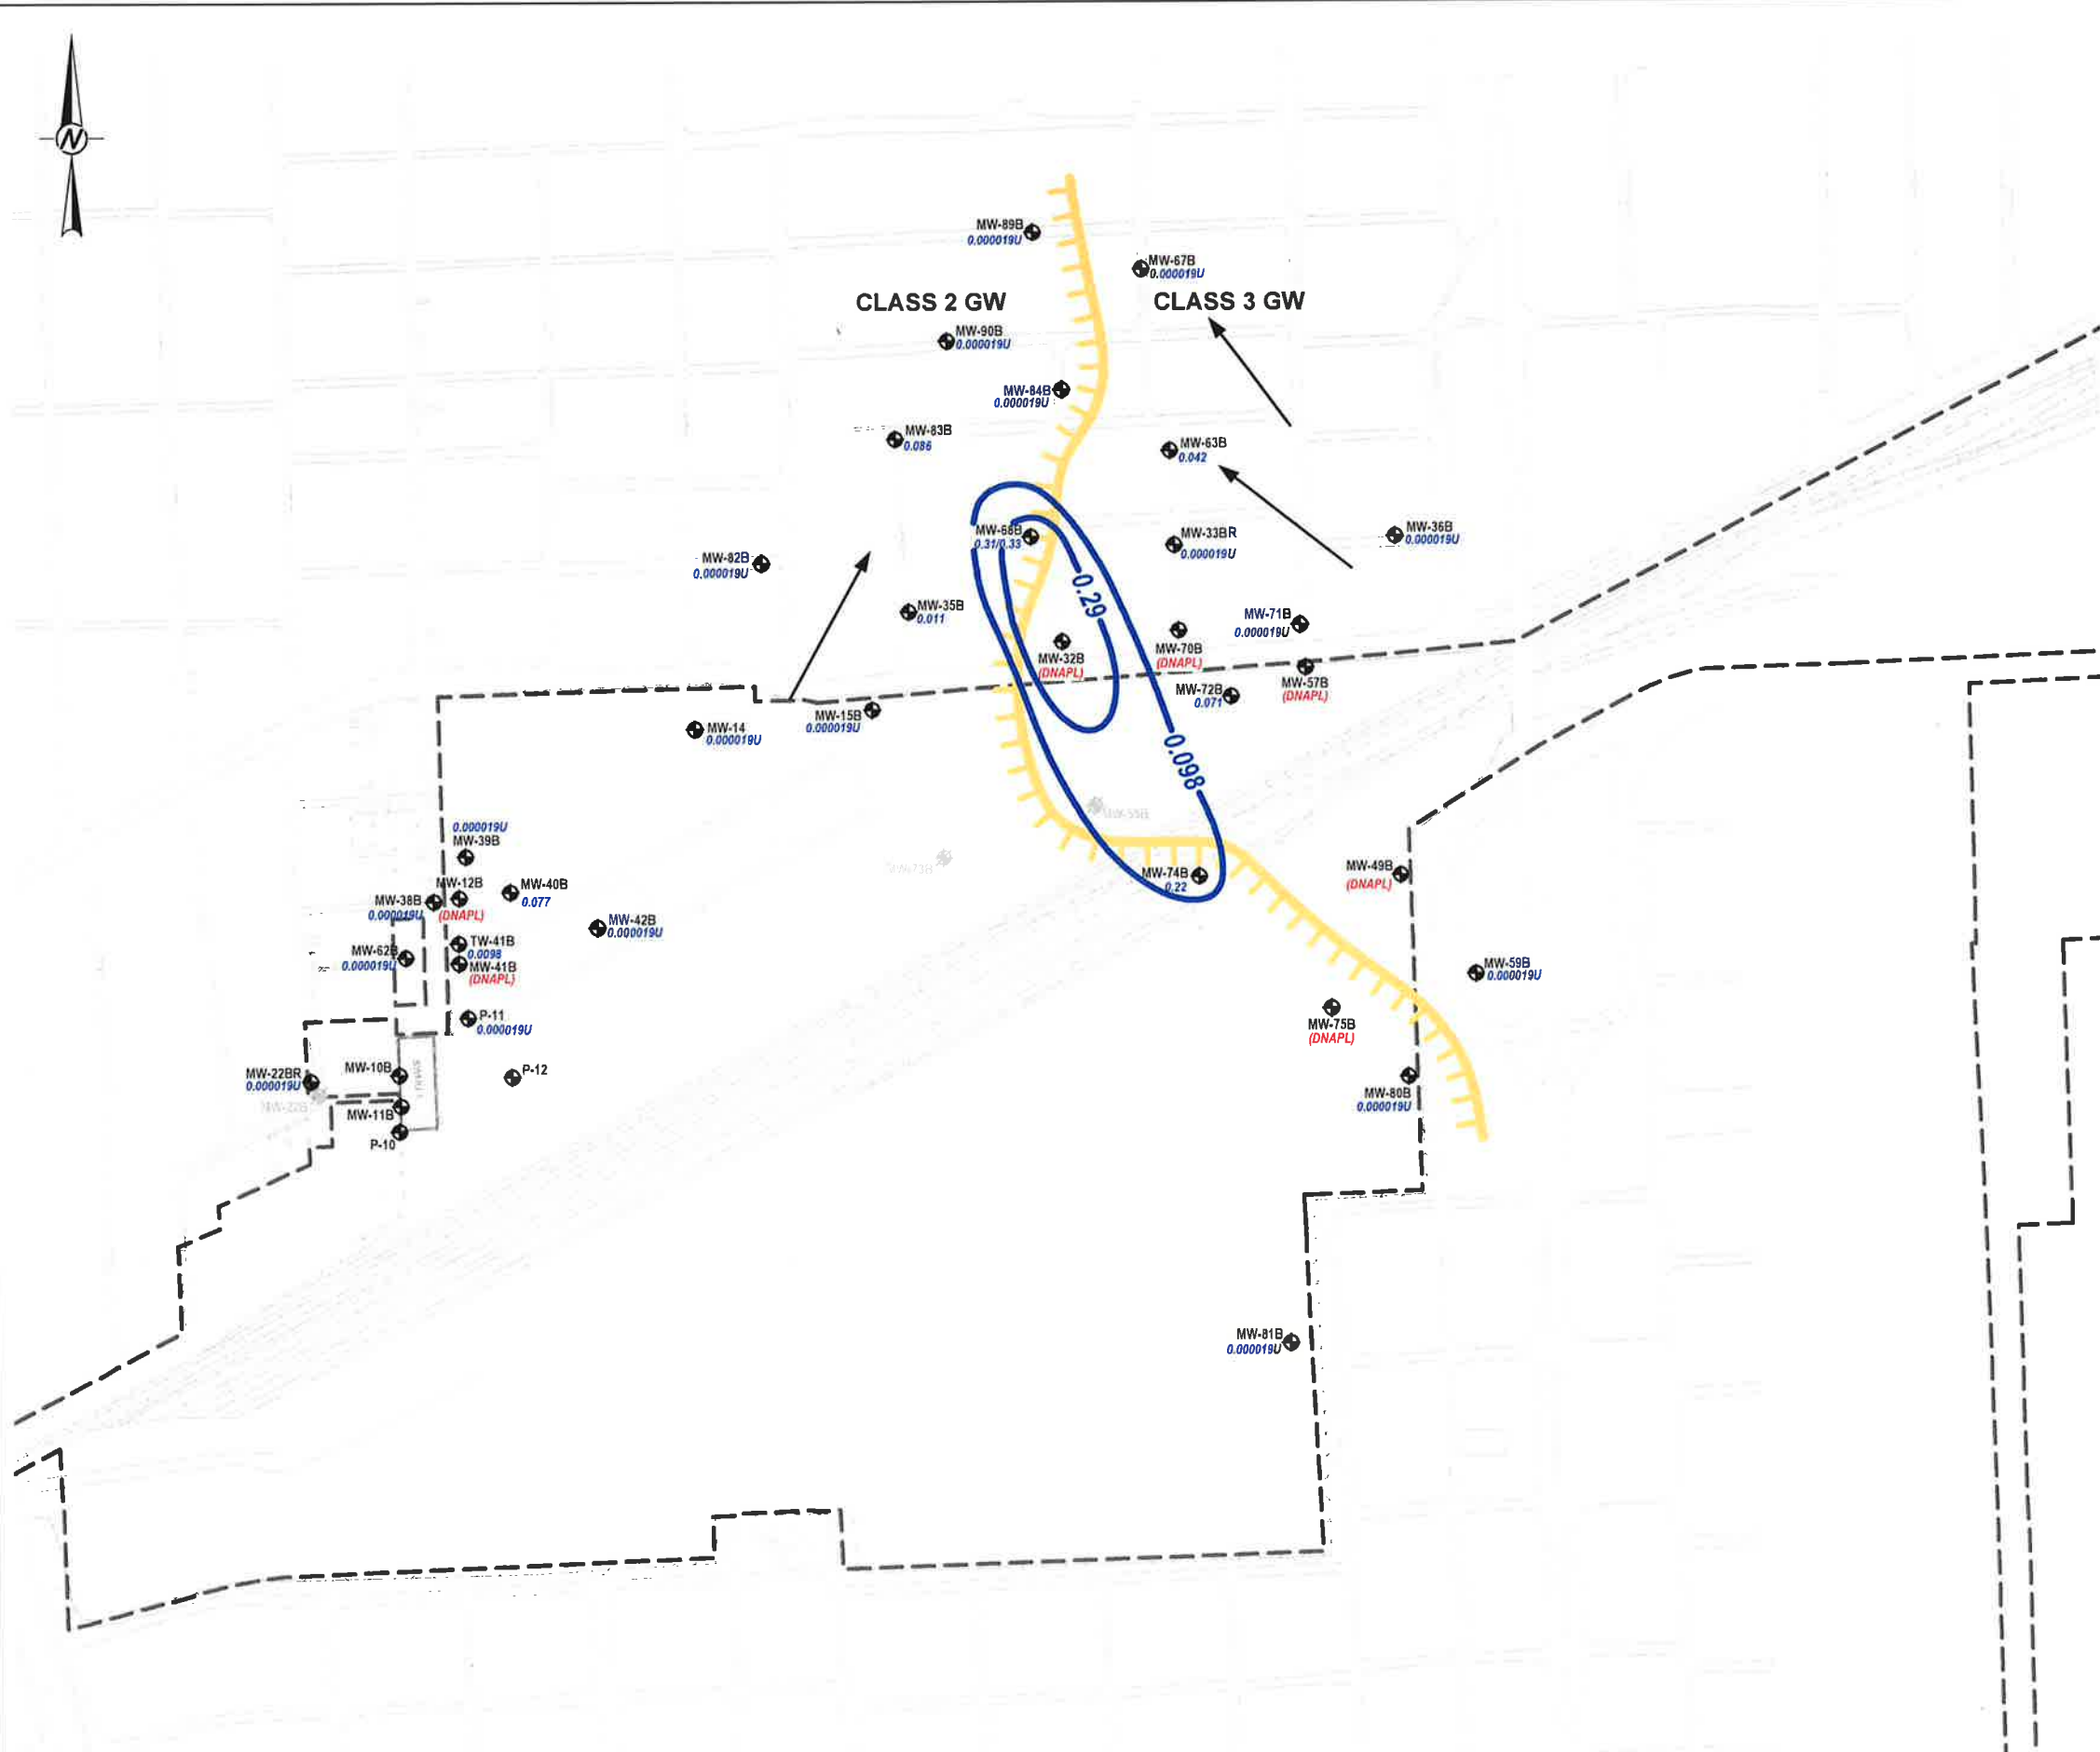 N
MW-89B
0.000019U
MW-67B
0.000019U
CLASS 2 GW
CLASS 3 GW
MW-90B
0.000019U
MW-84B
0.000019U
MW-83B
0.086
MW-63B
0.042
MW-68B
0.31/0.33
MW-33BR
0.000019U
MW-36B
0.000019U
MW-82B
0.000019U
0.29
MW-35B
0.011
MW-71B
0.000019U
MW-32B
(DNAPL)
MW-70B
(DNAPL)
MW-57B
(DNAPL)
MW-72B
0.071
MW-15B
0.000019U
MW-14
0.000019U
0.098
0.000019U
MW-39B
MW-74B
0.22
MW-49B
(DNAPL)
MW-12B
(DNAPL)
MW-40B
0.077
MW-38B
0.000019U
MW-42B
0.000019U
TW-41B
0.0098
MW-62B
0.000019U
MW-41B
(DNAPL)
MW-59B
0.000019U
P-11
0.000019U
MW-75B
(DNAPL)
MW-10B
P-12
MW-22BR
0.000019U
MW-22B
MW-80B
0.000019U
MW-11B
P-10
MW-81B
0.000019U